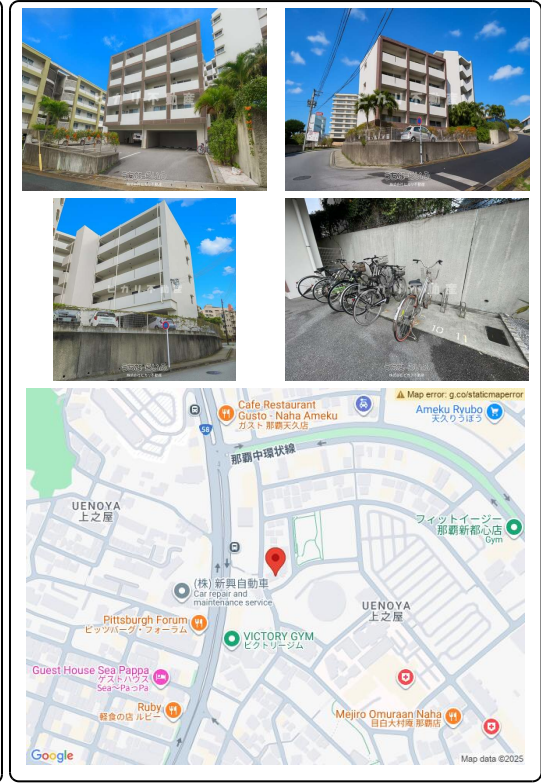 10 11
Map error: g.co/staticmaperror
Cafe Restaurant
Gusto - Naha Ameku
ガスト 那覇天久店
Ameku Ryubo
天久りうぼう
58
那覇中環状線
フィットイージー
那覇新都心店
Gym
UENOYA
上之屋
(株) 新興自動車
Car repair and
maintenance service
UENOYA
上之屋
Pittsburgh Forum
ピッツバーグ・フォーラム
VICTORY GYM
ビクトリージム
Guest House Sea Pappa
ゲストハウス
Sea〜PaっPa
Ruby
軽食の店 ルビー
Mejiro Omuraan Naha
目白大村庵 那覇店
Google
Map data ©2025